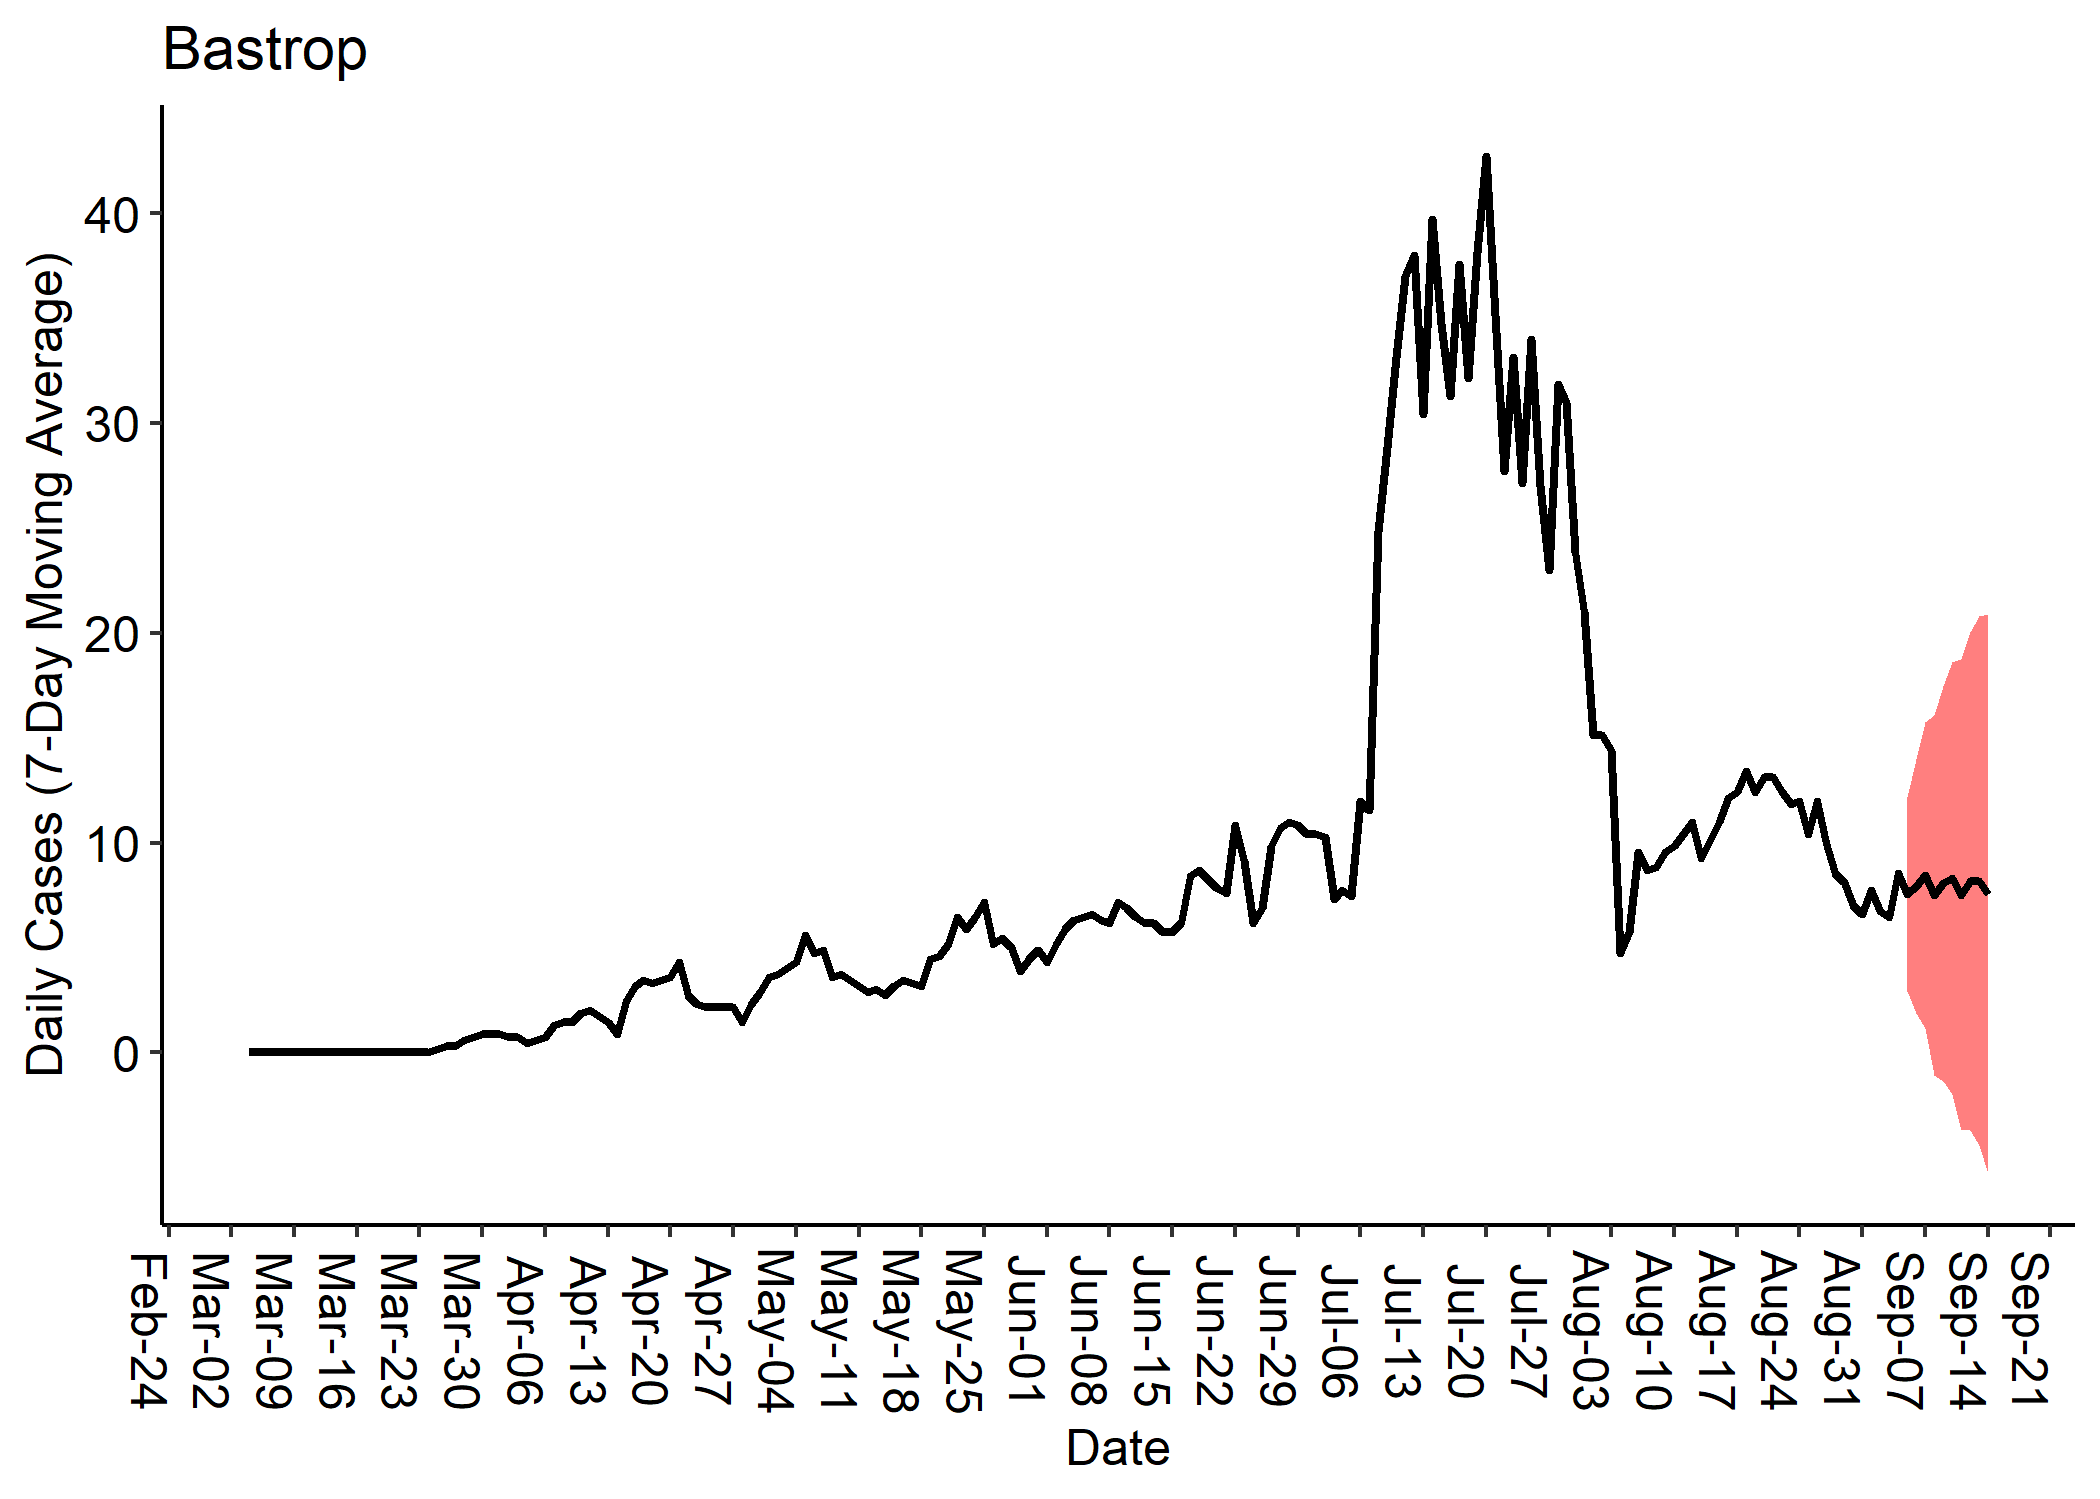 Bastrop
Daily Cases (7-Day Moving Average)
40
30
20
10
0
Feb-24
Mar-02
Mar-09
Mar-16
Mar-23
Mar-30
Apr-06
Apr-13
Apr-20
Apr-27
May-04
May-11
May-18
May-25
Jun-01
Jun-08
Jun-15
Jun-22
Jun-29
Jul-06
Jul-13
Jul-20
Jul-27
Aug-03
Aug-10
Aug-17
Aug-24
Aug-31
Sep-07
Sep-14
Sep-21
Date